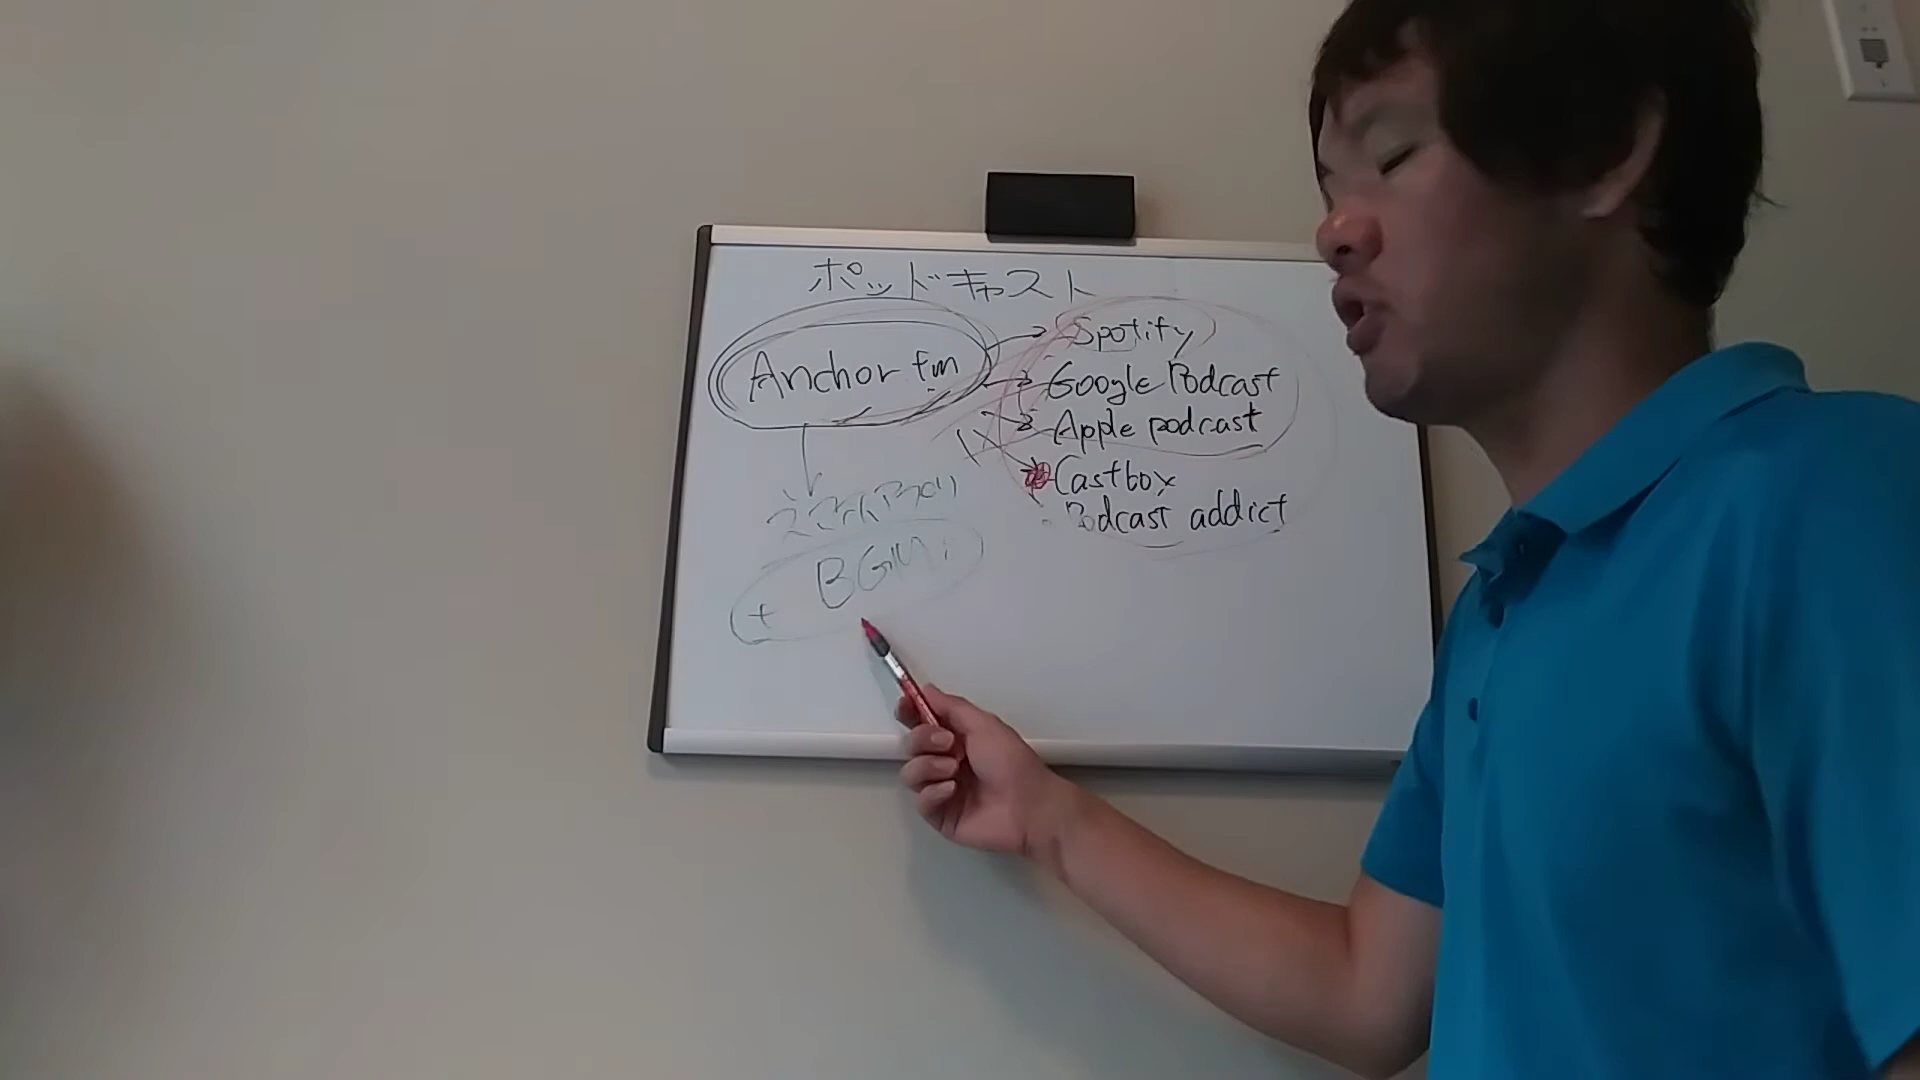 ポッドキャスト
Anchor fm
Spotify
Google Podcast
Apple podcast
Castbox
Podcast addict
+ BGM